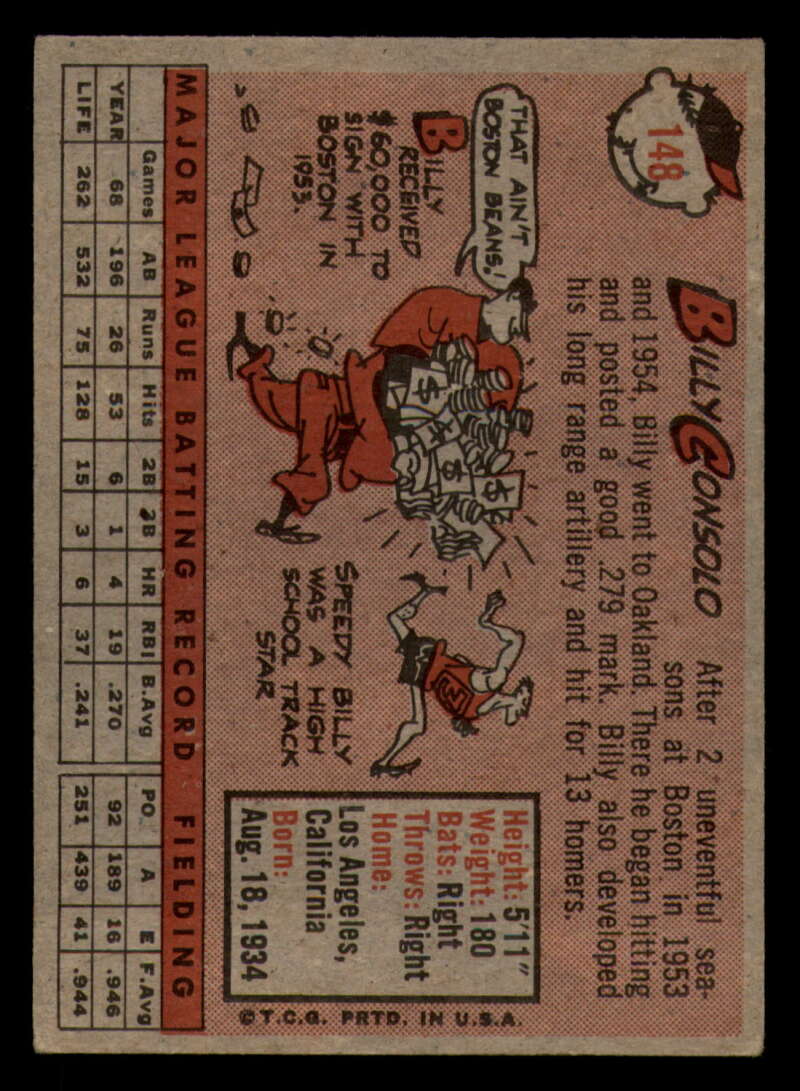 148
BILLY CONSOLO
After 2 uneventful sea-
sons at Boston in 1953
and 1954, Billy went to Oakland. There he began hitting
and posted a good .279 mark. Billy also developed
his long range artillery and hit for 13 homers.
THAT AIN'T
BOSTON BEANS!
BILLY
RECEIVED
$60,000 TO
SIGN WITH
BOSTON IN
1953.
$ $ $ $
SPEEDY BILLY
WAS A HIGH
SCHOOL TRACK
STAR
Height: 5'11"
Weight: 180
Bats: Right
Throws: Right
Home:
Los Angeles,
California
Born:
Aug. 18, 1934
© T.C.G. PRTD. IN U.S.A.
MAJOR LEAGUE BATTING RECORD FIELDING
Games AB Runs Hits 2B 3B HR RBI B.Avg PO A E F.Avg
YEAR 68 196 26 53 6 1 4 19 .270 92 189 16 .946
LIFE 262 532 75 128 15 3 6 37 .241 251 439 41 .944